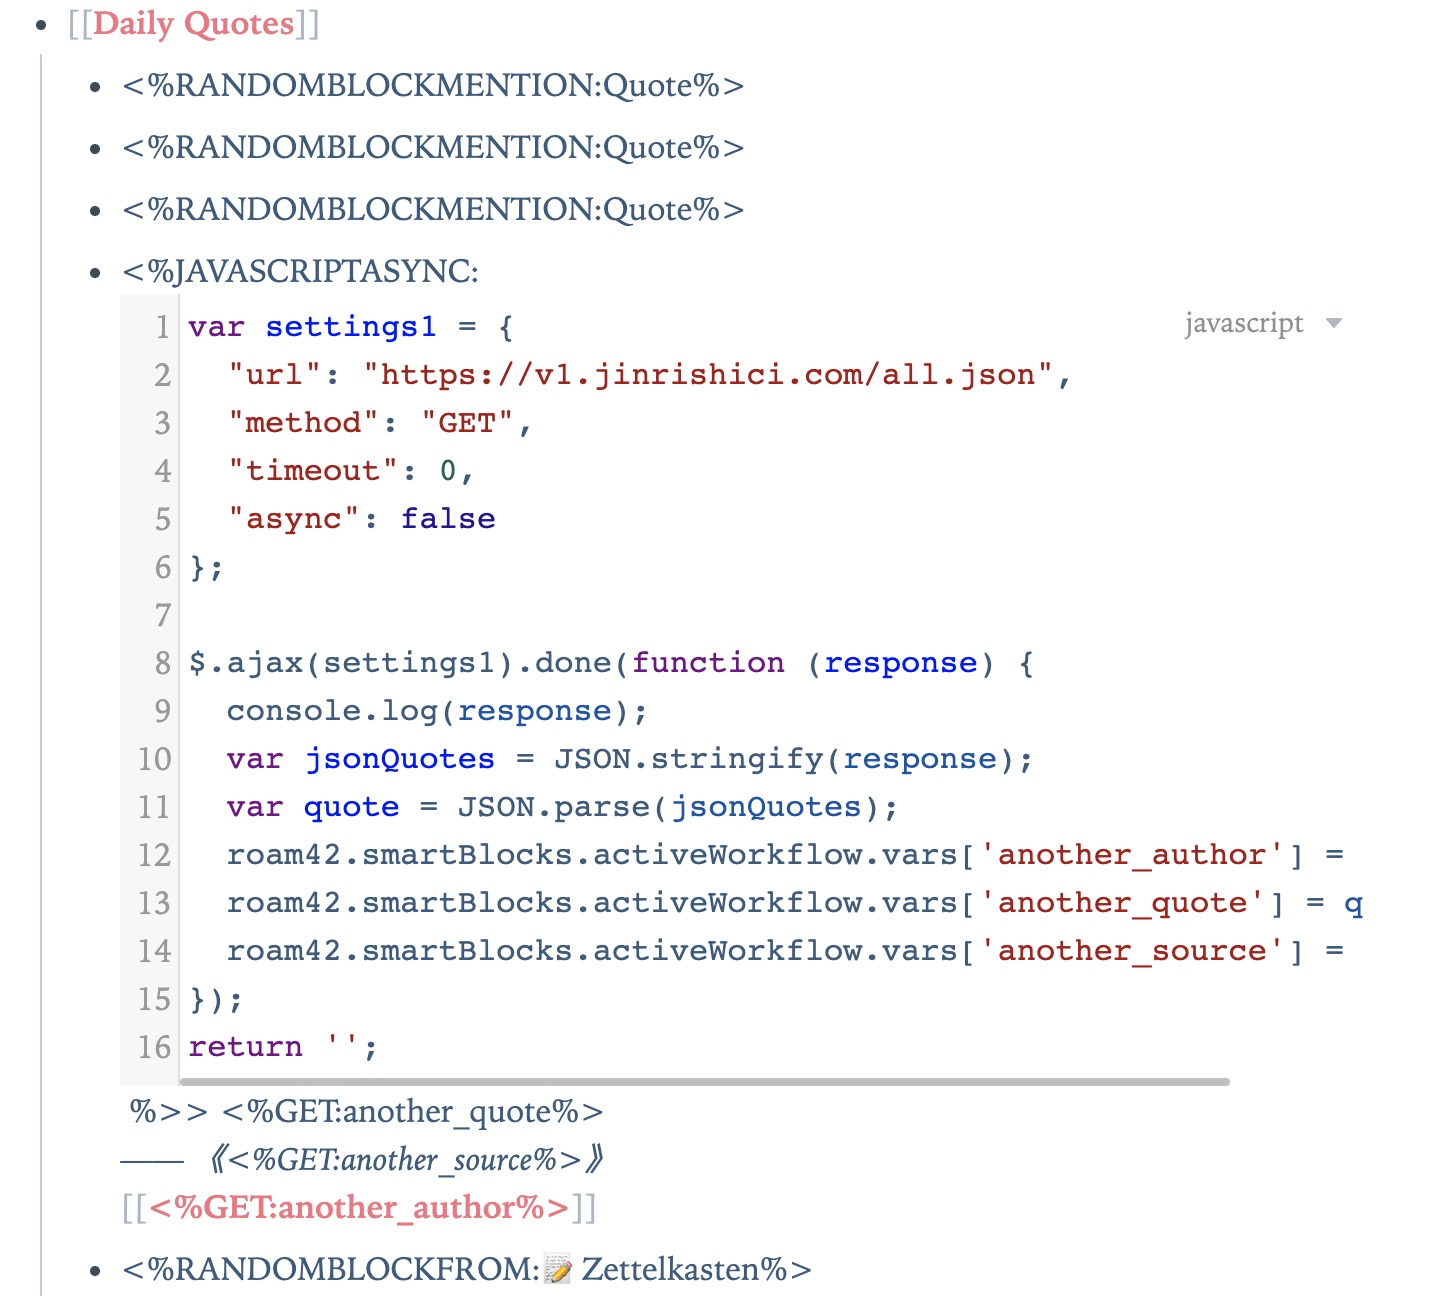 [[Daily Quotes]]
<%RANDOMBLOCKMENTION:Quote%>
<%RANDOMBLOCKMENTION:Quote%>
<%RANDOMBLOCKMENTION:Quote%>
<%JAVASCRIPTASYNC:
javascript
1 var settings1 = {
2   "url": "https://v1.jinrishici.com/all.json",
3   "method": "GET",
4   "timeout": 0,
5   "async": false
6 };
7
8 $.ajax(settings1).done(function (response) {
9   console.log(response);
10   var jsonQuotes = JSON.stringify(response);
11   var quote = JSON.parse(jsonQuotes);
12   roam42.smartBlocks.activeWorkflow.vars['another_author'] =
13   roam42.smartBlocks.activeWorkflow.vars['another_quote'] = q
14   roam42.smartBlocks.activeWorkflow.vars['another_source'] =
15 });
16 return '';
%>> <%GET:another_quote%>
—— 《<%GET:another_source%>》
[[<%GET:another_author%>]]
<%RANDOMBLOCKFROM:📝 Zettelkasten%>